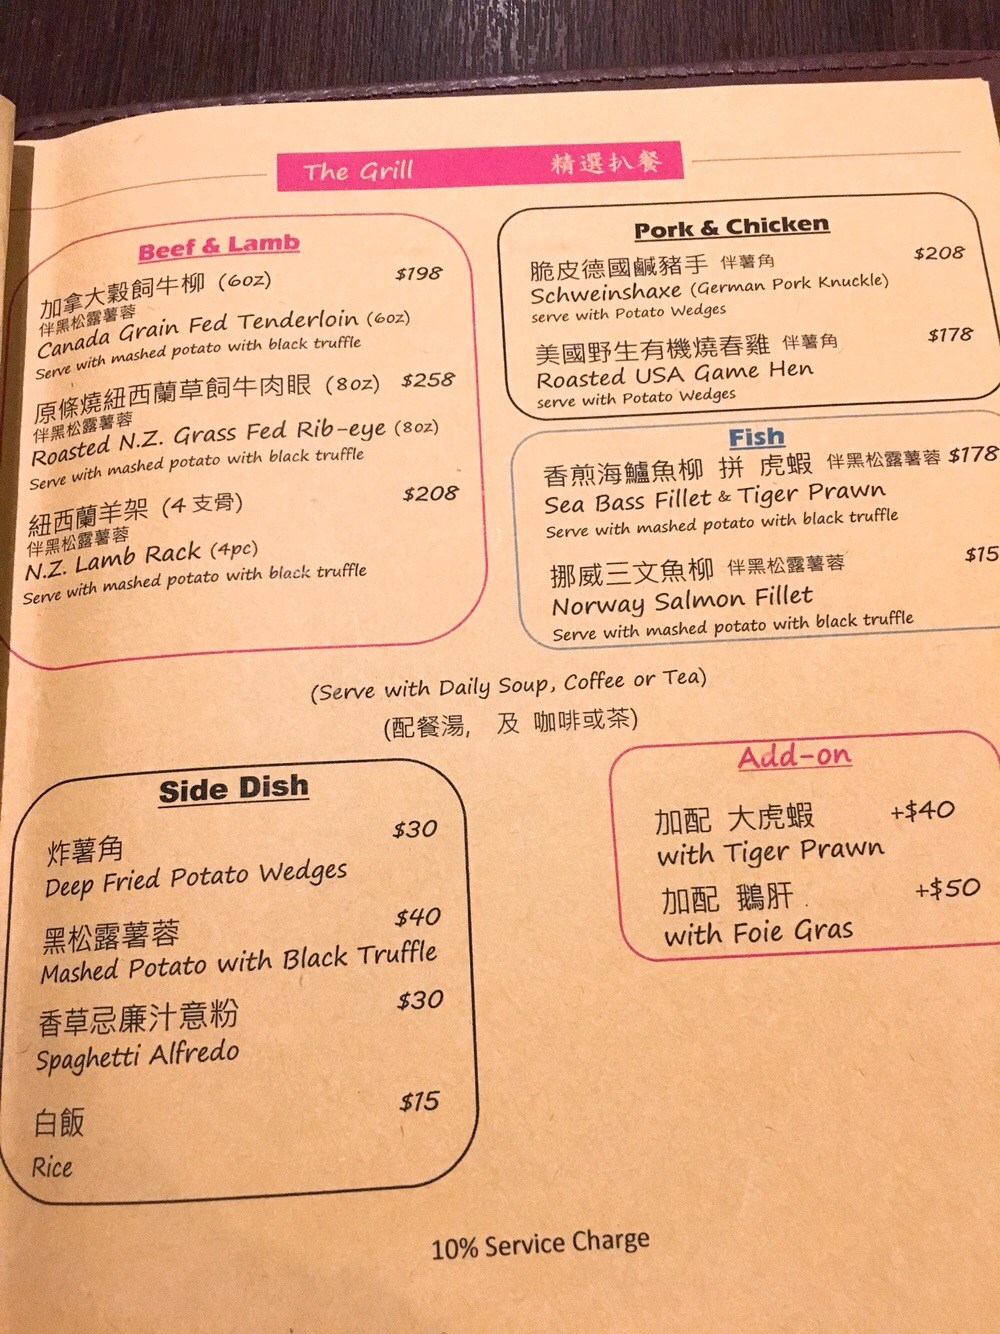 The Grill 精選扒餐
Beef & Lamb
加拿大穀飼牛柳 (6oz) $198
伴黑松露薯蓉
Canada Grain Fed Tenderloin (6oz)
Serve with mashed potato with black truffle
原條燒紐西蘭草飼牛肉眼 (8oz) $258
伴黑松露薯蓉
Roasted N.Z. Grass Fed Rib-eye (8oz)
Serve with mashed potato with black truffle
紐西蘭羊架 (4支骨) $208
伴黑松露薯蓉
N.Z. Lamb Rack (4pc)
Serve with mashed potato with black truffle
Pork & Chicken
脆皮德國鹹豬手 伴薯角 $208
Schweinshaxe (German Pork Knuckle)
serve with Potato Wedges
美國野生有機燒春雞 伴薯角 $178
Roasted USA Game Hen
serve with Potato Wedges
Fish
香煎海鱸魚柳 拼 虎蝦 伴黑松露薯蓉 $178
Sea Bass Fillet & Tiger Prawn
Serve with mashed potato with black truffle
挪威三文魚柳 伴黑松露薯蓉 $15
Norway Salmon Fillet
Serve with mashed potato with black truffle
(Serve with Daily Soup, Coffee or Tea)
(配餐湯, 及 咖啡或茶)
Side Dish
炸薯角 $30
Deep Fried Potato Wedges
黑松露薯蓉 $40
Mashed Potato with Black Truffle
香草忌廉汁意粉 $30
Spaghetti Alfredo
白飯 $15
Rice
Add-on
加配 大虎蝦 +$40
with Tiger Prawn
加配 鵝肝 +$50
with Foie Gras
10% Service Charge